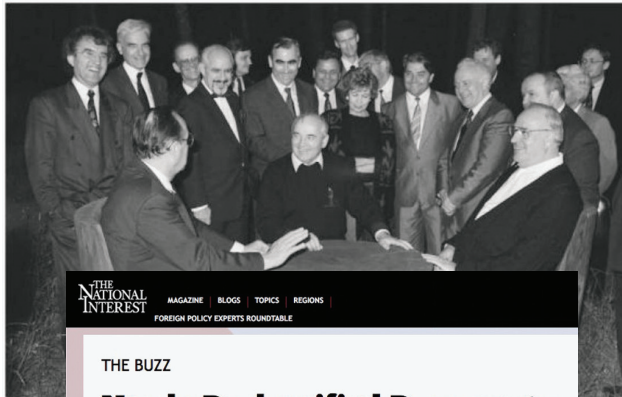 THE
NATIONAL
INTEREST
MAGAZINE | BLOGS | TOPICS | REGIONS |
FOREIGN POLICY EXPERTS ROUNDTABLE
THE BUZZ